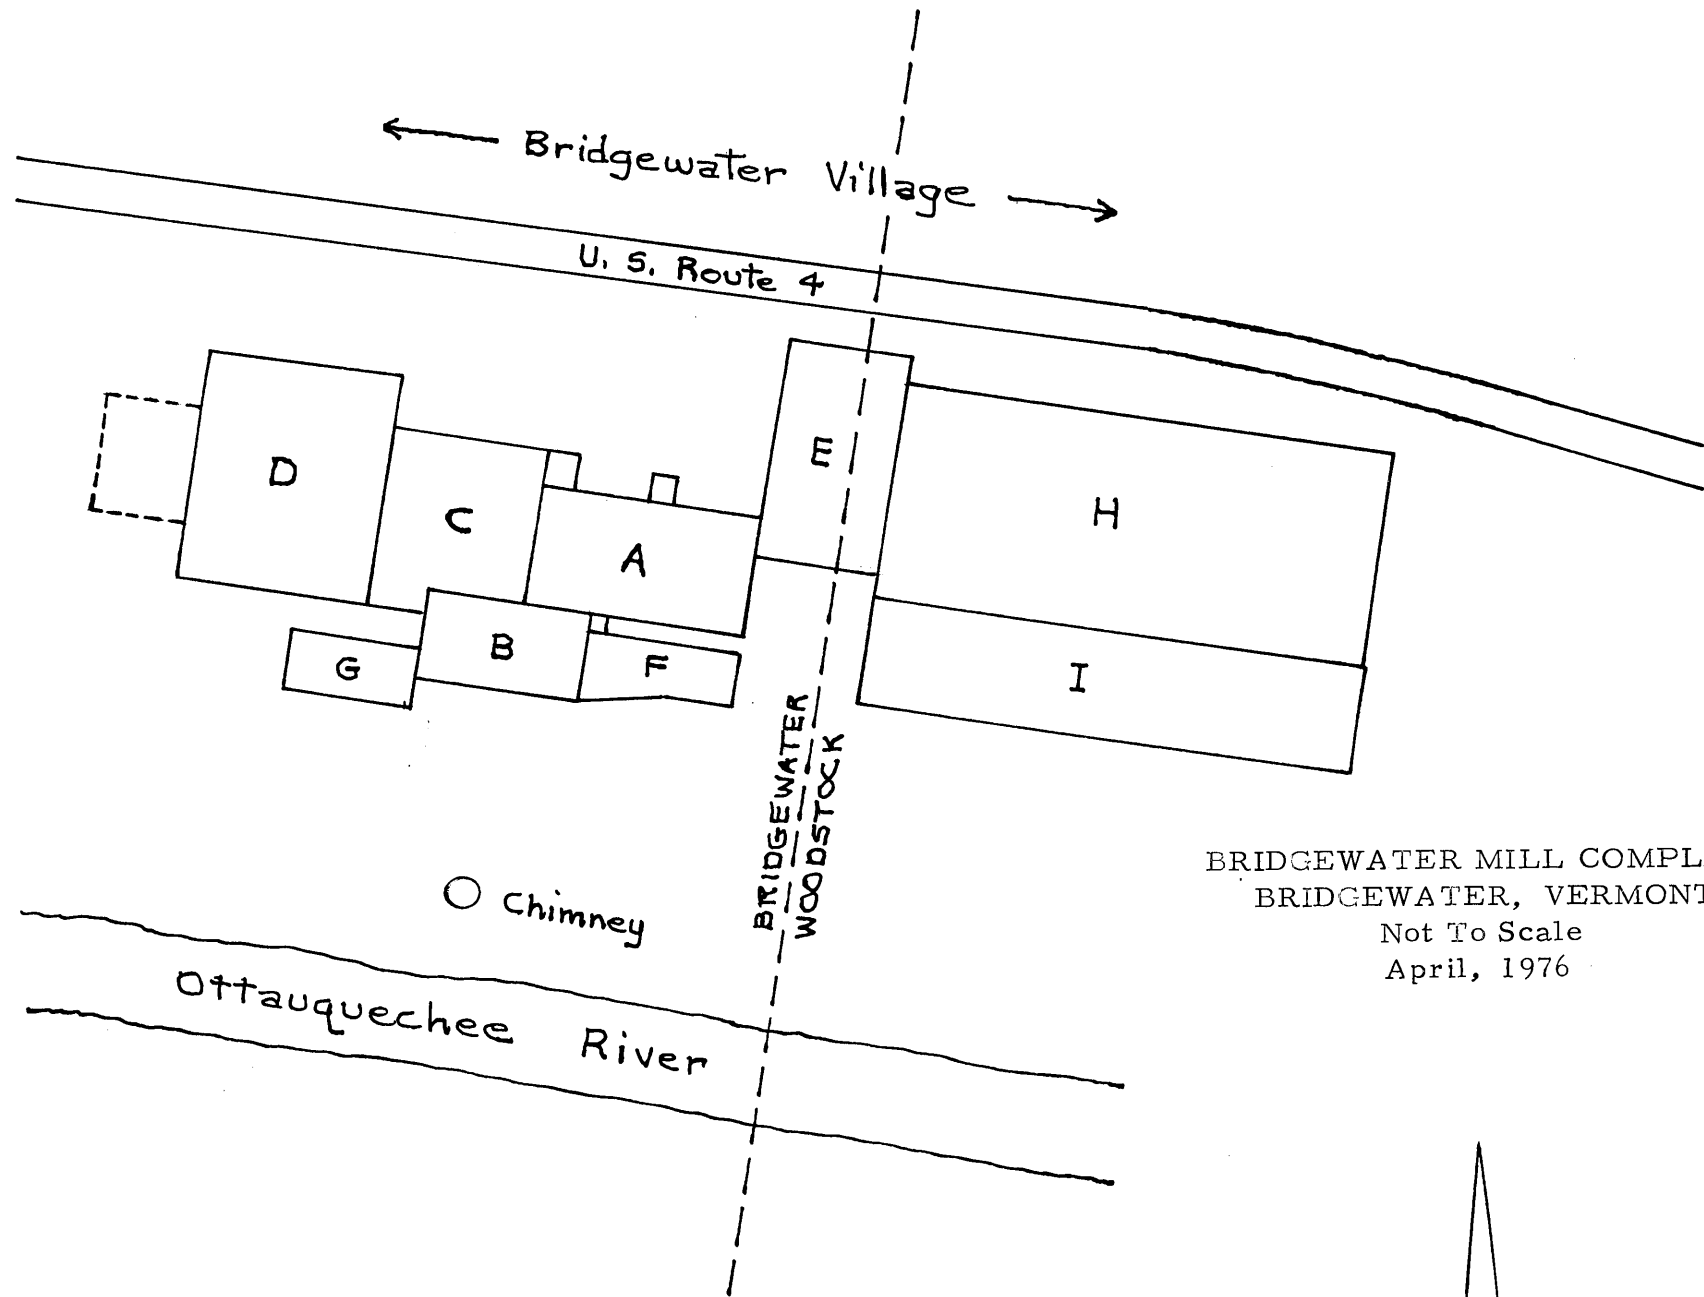 Bridgewater Village
U. S. Route 4
D
C
A
E
H
B
G
F
I
BRIDGEWATER
WOODSTOCK
Chimney
Ottauquechee River
BRIDGEWATER MILL COMPL
BRIDGEWATER, VERMONT
Not To Scale
April, 1976